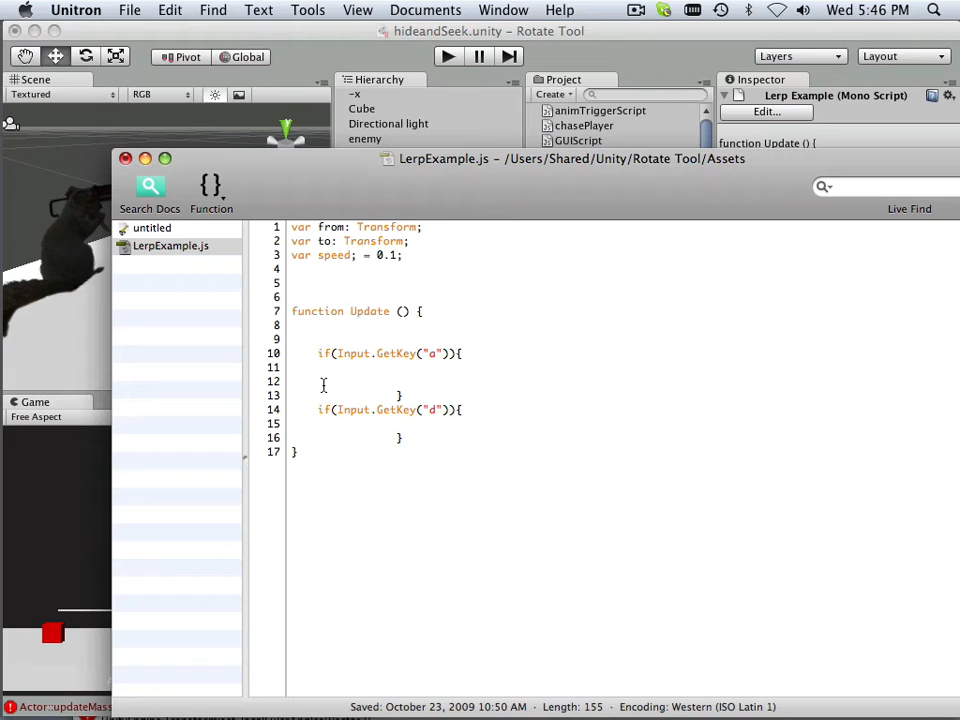 Unitron File Edit Find Text Tools View Documents Window Help Wed 5:46 PM
hideandSeek.unity - Rotate Tool
Pivot Global Layers Layout
Scene Hierarchy Project Inspector
Textured RGB Create Lerp Example (Mono Script)
-x
Cube
Directional light
enemy
animTriggerScript
chasePlayer
GUIScript
Edit...
function Update () {
LerpExample.js - /Users/Shared/Unity/Rotate Tool/Assets
Search Docs Function Live Find
untitled
LerpExample.js
1 var from: Transform;
2 var to: Transform;
3 var speed; = 0.1;
4
5
6
7 function Update () {
8
9
10 if(Input.GetKey("a")){
11
12
13 }
14 if(Input.GetKey("d")){
15
16 }
17 }
Game
Free Aspect
Actor::updateMass
Saved: October 23, 2009 10:50 AM - Length: 155 - Encoding: Western (ISO Latin 1)